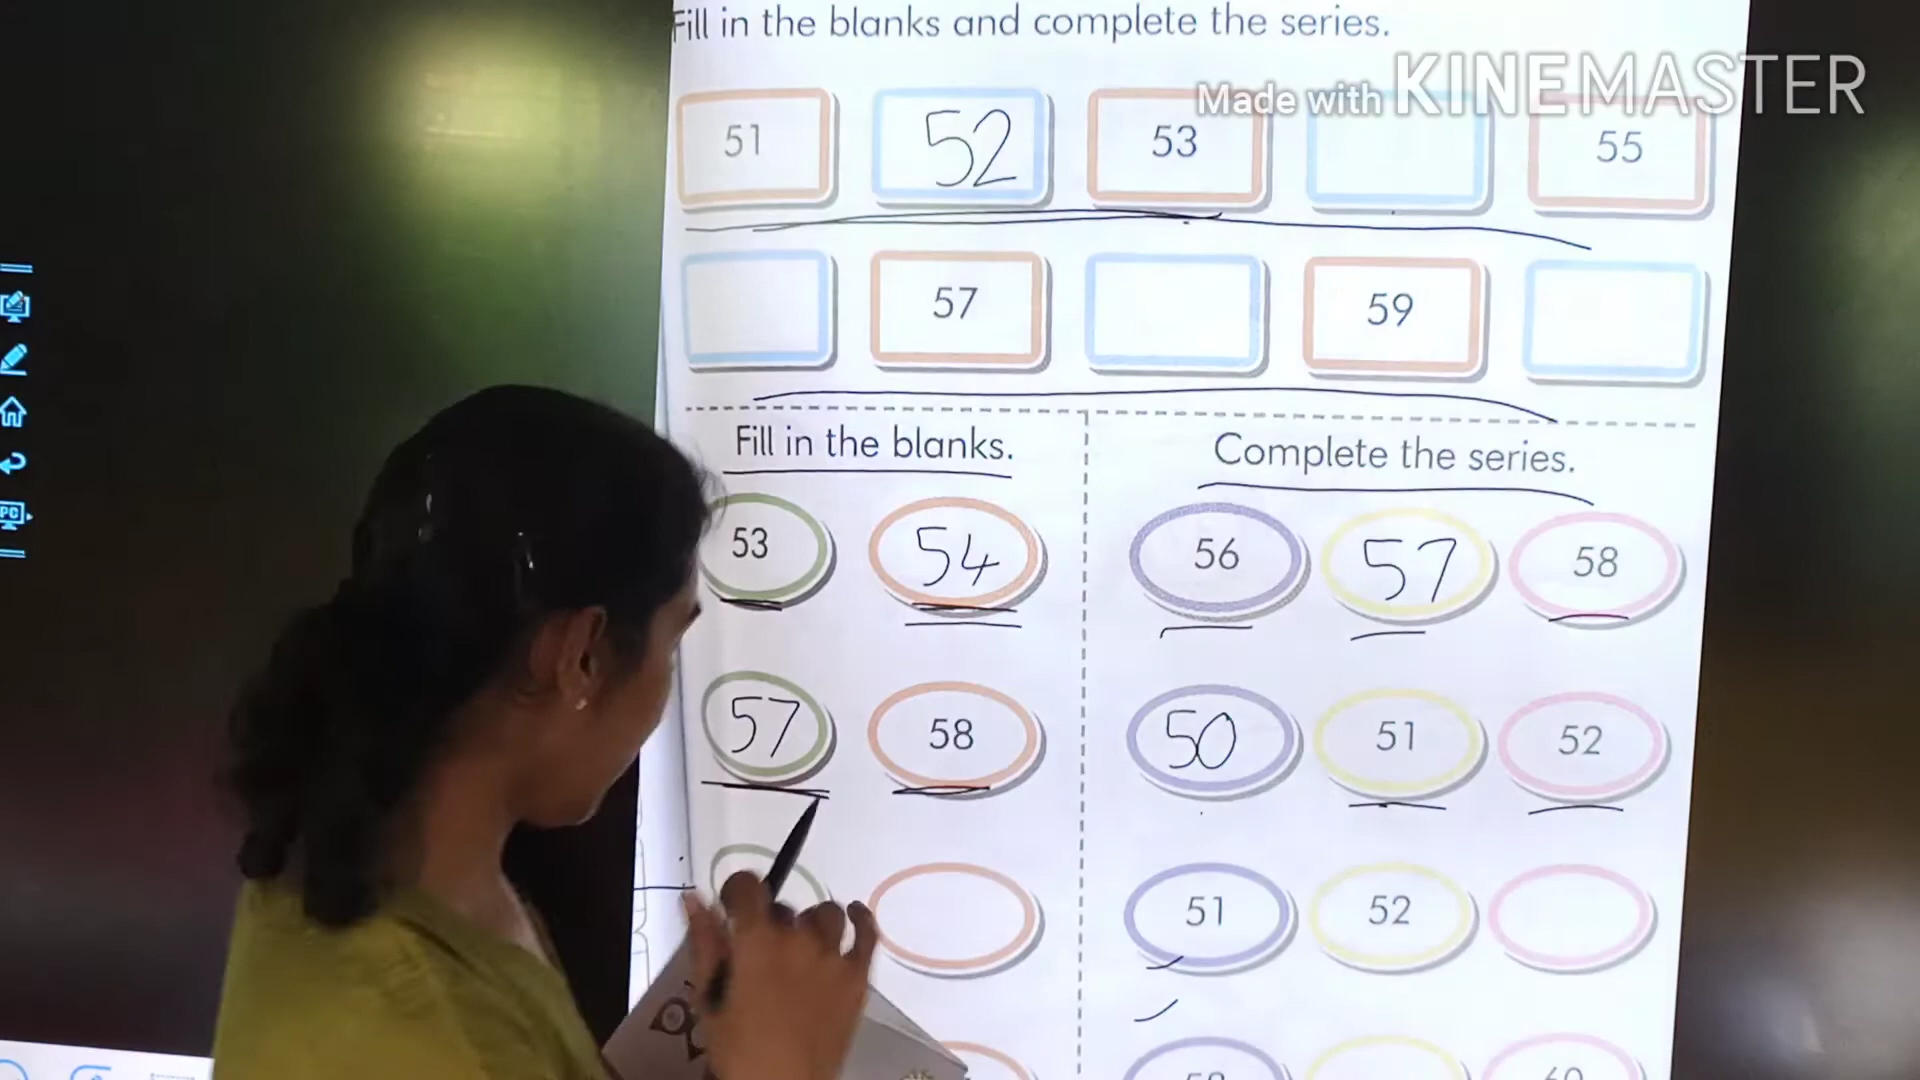 Fill in the blanks and complete the series.
Made with KINEMASTER
51 52 53 55
57 59
Fill in the blanks.
53 54
57 58
Complete the series.
56 57 58
50 51 52
51 52
PC